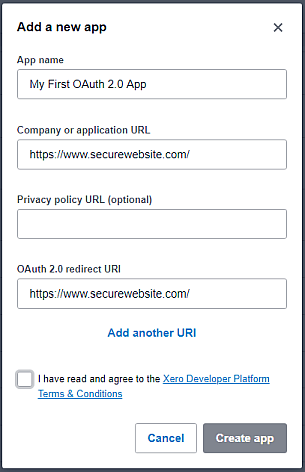 Add a new app
App name
My First OAuth 2.0 App
Company or application URL
https://www.securewebsite.com/
Privacy policy URL (optional)
OAuth 2.0 redirect URI
https://www.securewebsite.com/
Add another URI
I have read and agree to the Xero Developer Platform
Terms & Conditions
Cancel
Create app